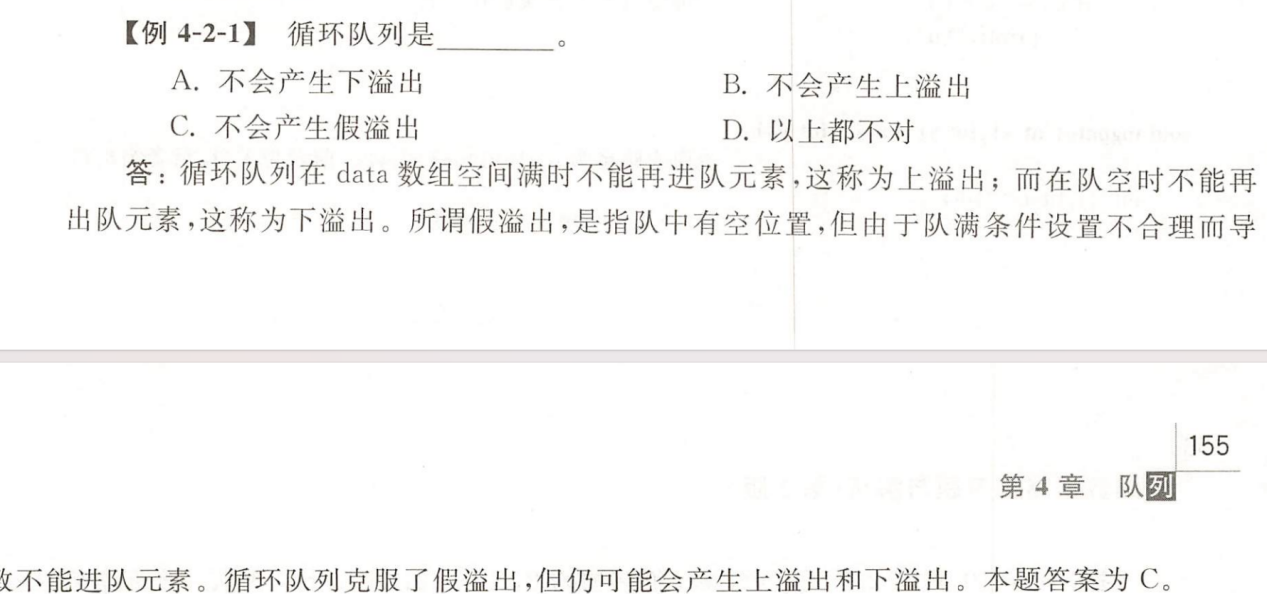 【例 4-2-1】 循环队列是________。
A. 不会产生下溢出 B. 不会产生上溢出
C. 不会产生假溢出 D. 以上都不对
答：循环队列在 data 数组空间满时不能再进队元素，这称为上溢出；而在队空时不能再
出队元素，这称为下溢出。所谓假溢出，是指队中有空位置，但由于队满条件设置不合理而导
155
第 4 章 队列
致不能进队元素。循环队列克服了假溢出，但仍可能会产生上溢出和下溢出。本题答案为 C。